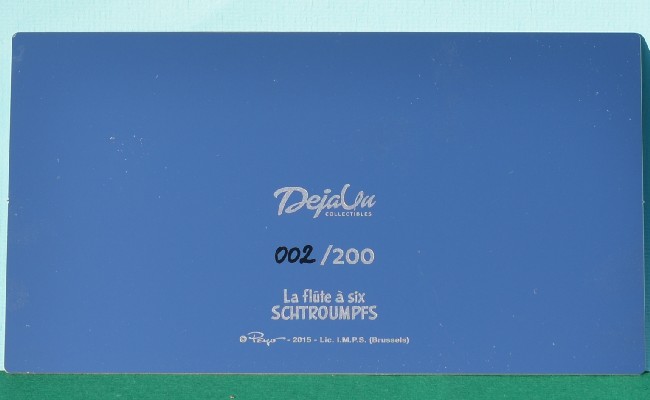 DejaVu
COLLECTIBLES
002/200
La flûte à six
SCHTROUMPFS
© Peyo - 2015 - Lic. I.M.P.S. (Brussels)